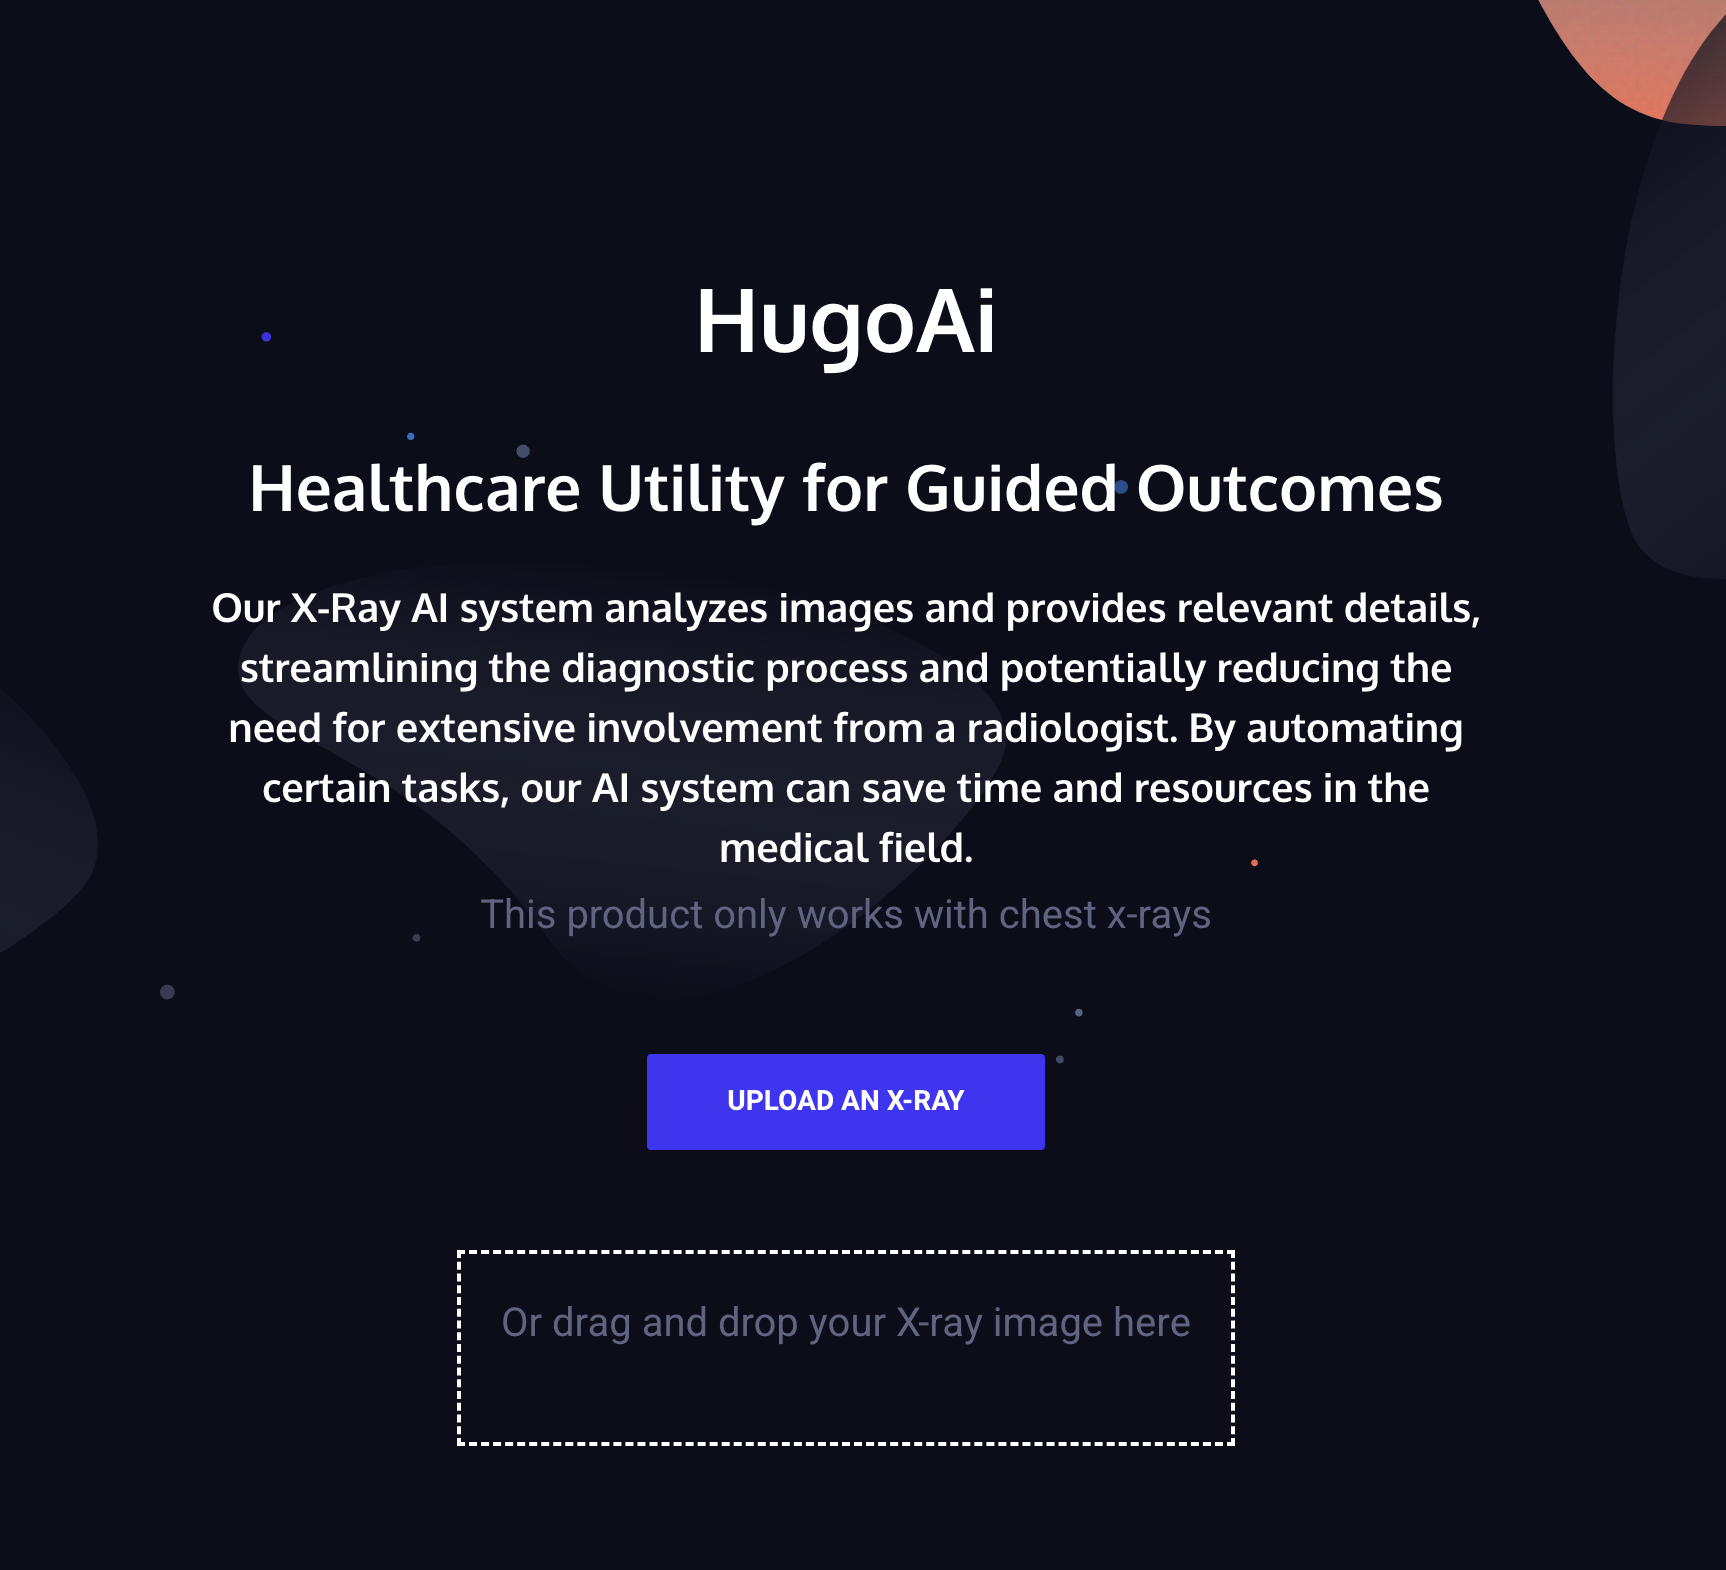 HugoAi
Healthcare Utility for Guided Outcomes
Our X-Ray AI system analyzes images and provides relevant details,
streamlining the diagnostic process and potentially reducing the
need for extensive involvement from a radiologist. By automating
certain tasks, our AI system can save time and resources in the
medical field.
This product only works with chest x-rays
UPLOAD AN X-RAY
Or drag and drop your X-ray image here